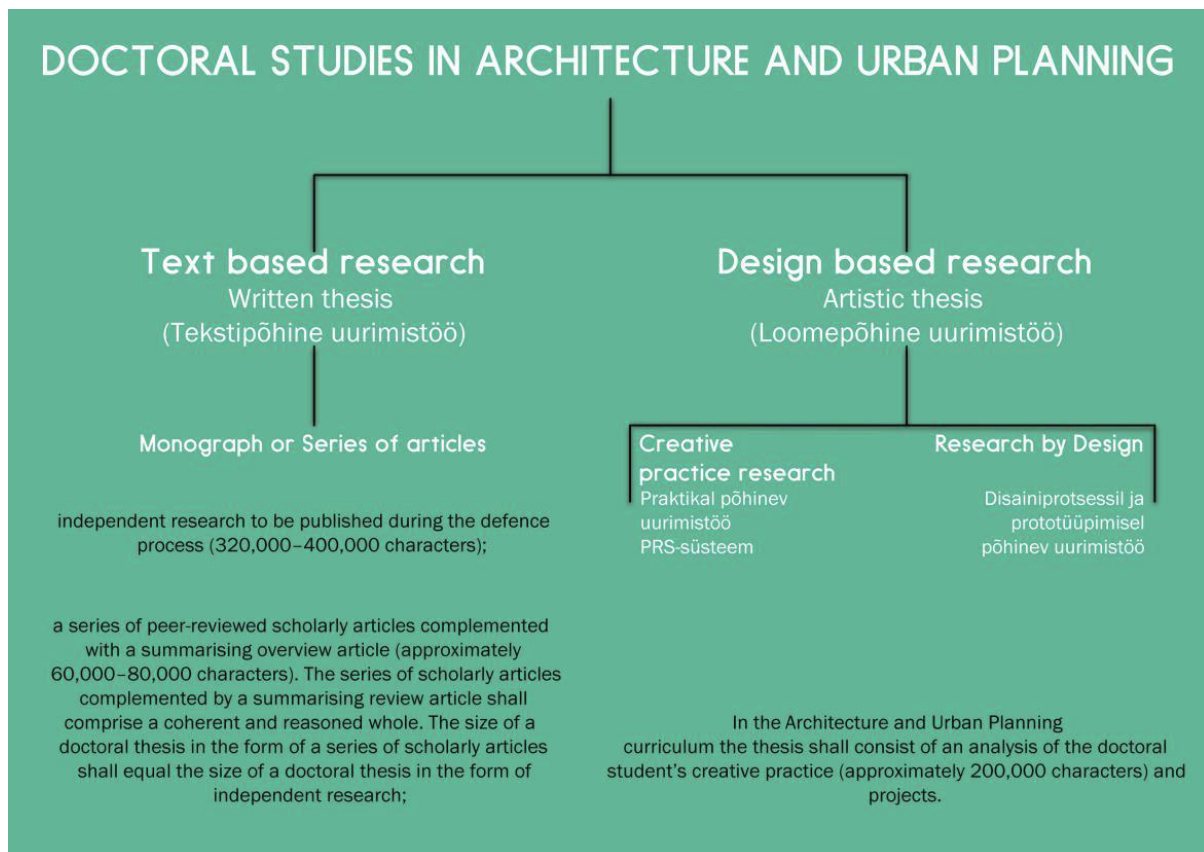 DOCTORAL STUDIES IN ARCHITECTURE AND URBAN PLANNING
Text based research
Written thesis
(Tekstipõhine uurimistöö)
Monograph or Series of articles
independent research to be published during the defence
process (320,000–400,000 characters);
a series of peer-reviewed scholarly articles complemented
with a summarising overview article (approximately
60,000–80,000 characters). The series of scholarly articles
complemented by a summarising review article shall
comprise a coherent and reasoned whole. The size of a
doctoral thesis in the form of a series of scholarly articles
shall equal the size of a doctoral thesis in the form of
independent research;
Design based research
Artistic thesis
(Loomepõhine uurimistöö)
Creative
practice research
Praktikal põhinev
uurimistöö
PRS-süsteem
Research by Design
Disainiprotsessil ja
prototüüpimisel
põhinev uurimistöö
In the Architecture and Urban Planning
curriculum the thesis shall consist of an analysis of the doctoral
student’s creative practice (approximately 200,000 characters) and
projects.